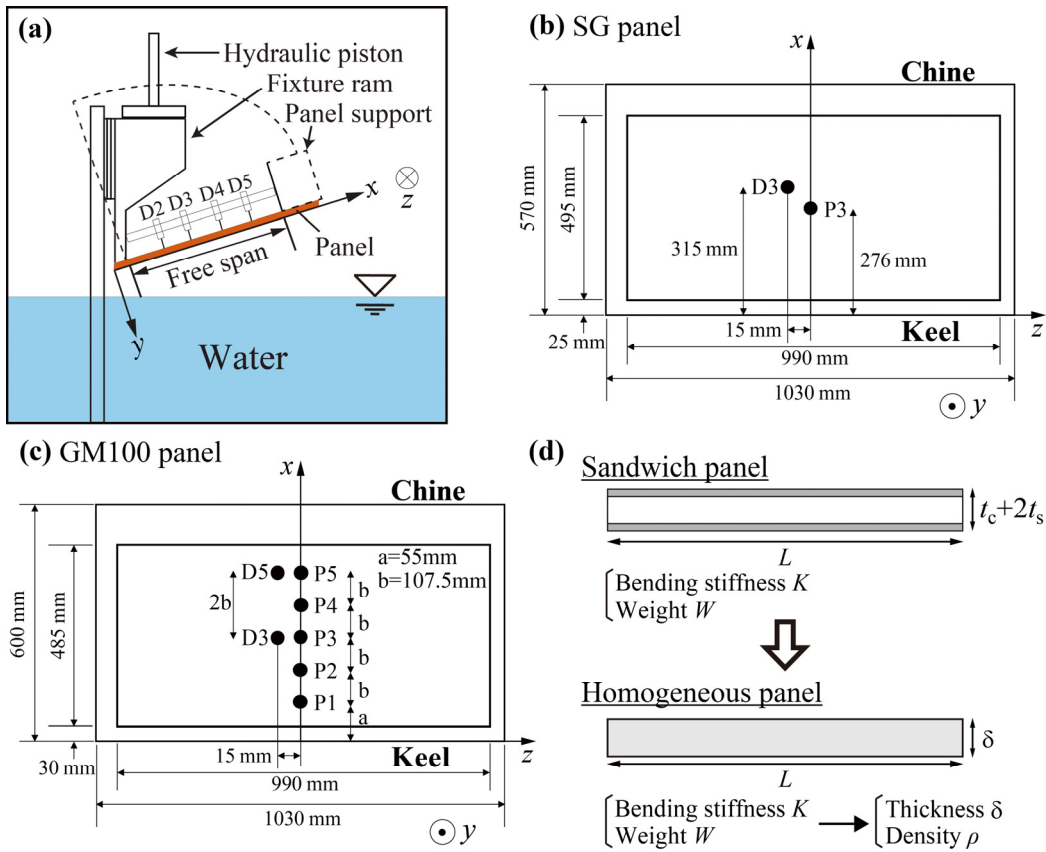 (a)
Hydraulic piston
Fixture ram
Panel support
D2 D3 D4 D5
x
z
Panel
Free span
y
Water
(b) SG panel
x
Chine
570 mm
495 mm
D3
P3
315 mm
276 mm
25 mm
15 mm
Keel
z
990 mm
1030 mm
y
(c) GM100 panel
x
Chine
600 mm
485 mm
a=55mm
b=107.5mm
D5
P5
2b
b
P4
b
D3
P3
b
P2
b
P1
a
30 mm
15 mm
Keel
z
990 mm
1030 mm
y
(d)
Sandwich panel
tc+2ts
L
Bending stiffness K
Weight W
Homogeneous panel
δ
L
Bending stiffness K
Weight W
Thickness δ
Density ρ